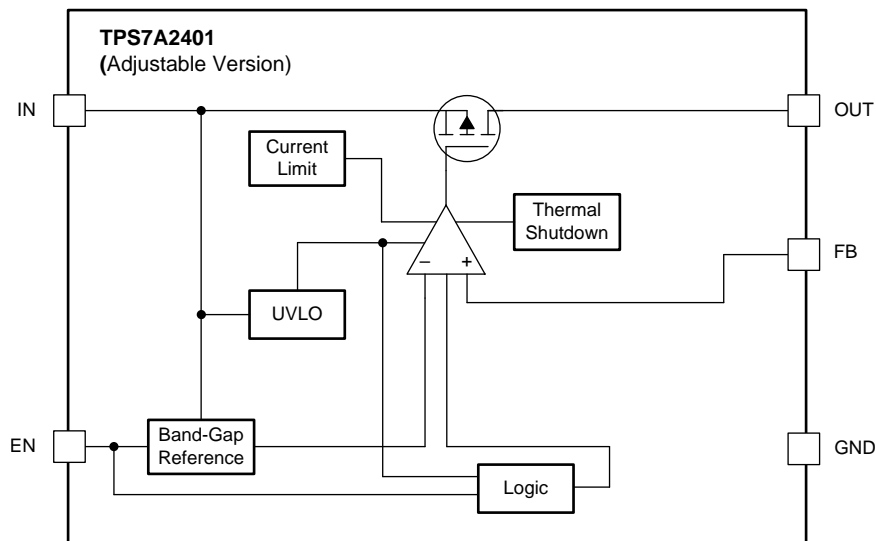 TPS7A2401
(Adjustable Version)
IN
OUT
Current
Limit
Thermal
Shutdown
FB
− +
UVLO
EN
Band-Gap
Reference
GND
Logic